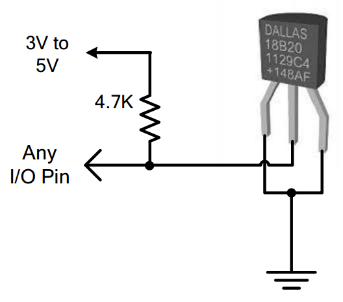 3V to
5V
4.7K
Any
I/O Pin
DALLAS
18B20
1129C4
+148AF